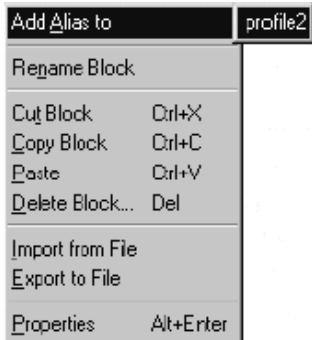 Add Alias to profile2
Rename Block
Cut Block Ctrl+X
Copy Block Ctrl+C
Paste Ctrl+V
Delete Block... Del
Import from File
Export to File
Properties Alt+Enter